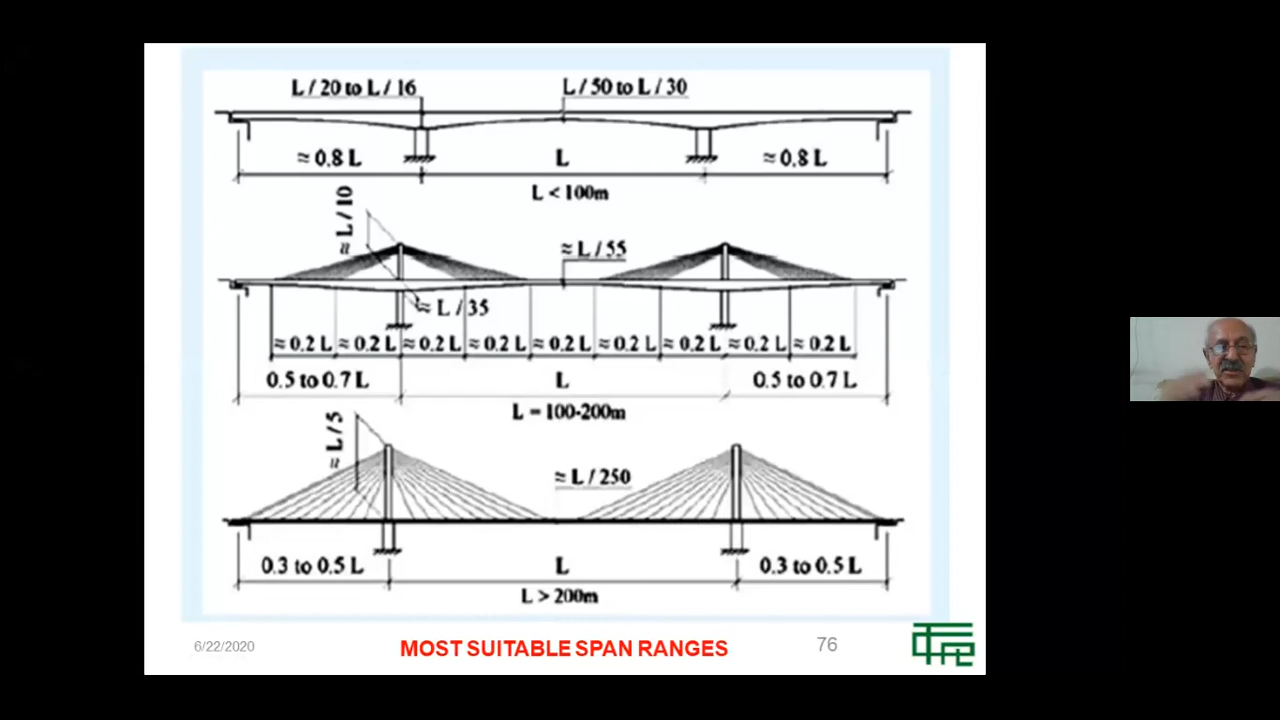 L / 20 to L / 16
L / 50 to L / 30
≈ 0.8 L
L
≈ 0.8 L
L < 100m
≈ L / 10
≈ L / 55
≈ L / 35
≈ 0.2 L ≈ 0.2 L ≈ 0.2 L ≈ 0.2 L ≈ 0.2 L ≈ 0.2 L ≈ 0.2 L ≈ 0.2 L ≈ 0.2 L
0.5 to 0.7 L
L
0.5 to 0.7 L
L = 100-200m
≈ L / 5
≈ L / 250
0.3 to 0.5 L
L
0.3 to 0.5 L
L > 200m
6/22/2020
MOST SUITABLE SPAN RANGES
76